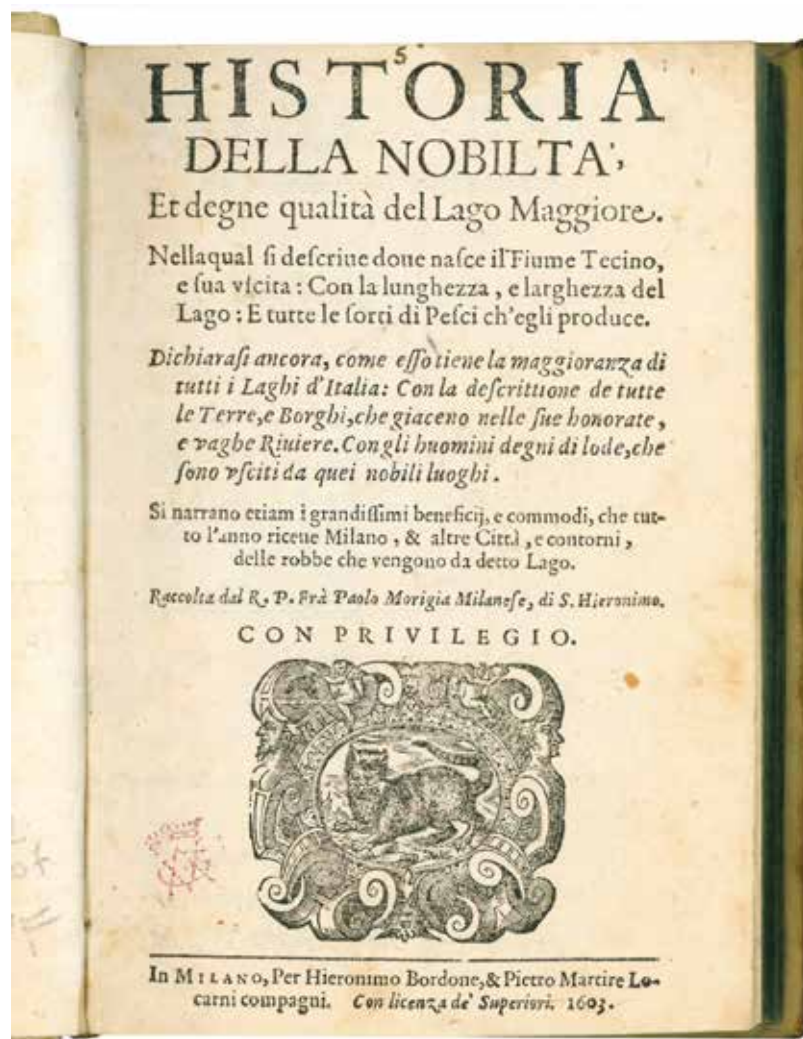 5
HISTORIA
DELLA NOBILTA',
Et degne qualità del Lago Maggiore.
Nellaqual ſi deſcriue doue naſce il Fiume Tecino,
e ſua vſcita: Con la lunghezza, e larghezza del
Lago: E tutte le ſorti di Peſci ch'egli produce.
Dichiaraſi ancora, come eſſo tiene la maggioranza di
tutti i Laghi d'Italia: Con la deſcrittione de tutte
le Terre, e Borghi, che giaceno nelle ſue honorate,
e vaghe Riuiere. Con gli huomini degni di lode, che
ſono vſciti da quei nobili luoghi.
Si narrano etiam i grandiſſimi beneficij, e commodi, che tut-
to l'anno riceue Milano, & altre Città, e contorni,
delle robbe che vengono da detto Lago.
Raccolta dal R. P. Frà Paolo Morigia Milaneſe, di S. Hieronimo.
CON PRIVILEGIO.
In MILANO, Per Hieronimo Bordone, & Pietro Martire Lo-
carni compagni. Con licenza de' Superiori. 1603.